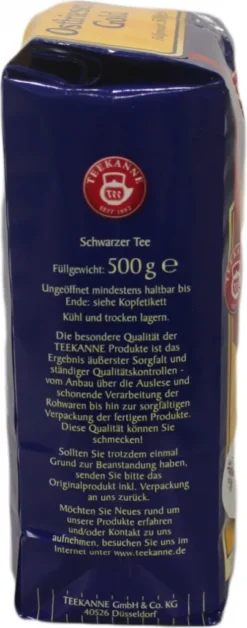 Gold
TEEKANNE
SEIT 1882
Schwarzer Tee
Füllgewicht: 500 g ℮
Ungeöffnet mindestens haltbar bis
Ende: siehe Kopfetikett
Kühl und trocken lagern.
Die besondere Qualität der
TEEKANNE Produkte ist das
Ergebnis äußerster Sorgfalt und
ständiger Qualitätskontrollen -
vom Anbau über die Auslese und
schonende Verarbeitung der
Rohwares bis hin zur sorgfältigen
Verpackung der fertigen Produkte.
Diese Qualität können Sie
schmecken!
Sollten Sie trotzdem einmal
Grund zur Beanstandung haben,
senden Sie bitte das
Originalprodukt inkl. Verpackung
an uns zurück.
Möchten Sie Neues rund um
unsere Produkte erfahren
und/oder Kontakt zu uns
aufnehmen, besuchen Sie uns im
Internet unter www.teekanne.de
TEEKANNE GmbH & Co. KG
40526 Düsseldorf